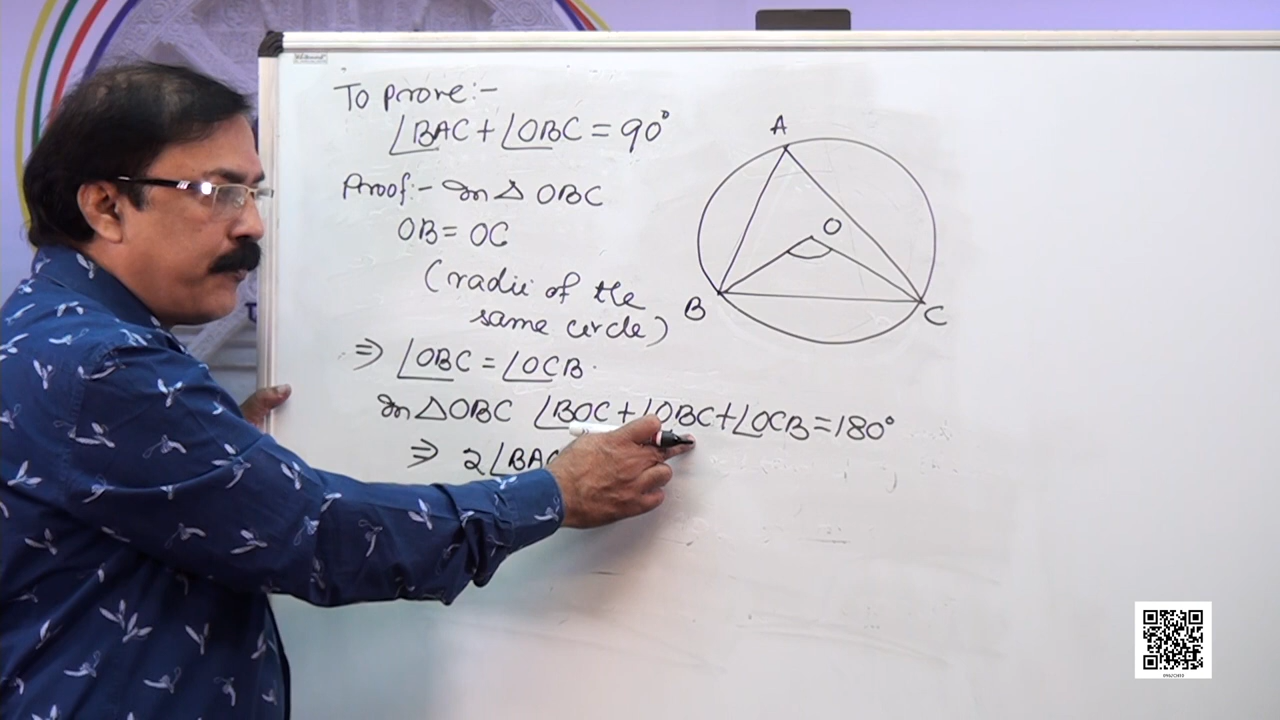 To prove:-
∠BAC + ∠OBC = 90°
Proof:- In △ OBC
OB = OC
(radii of the
same circle)
⇒ ∠OBC = ∠OCB.
In △OBC ∠BOC + ∠OBC + ∠OCB = 180°
⇒ 2∠BAC
A
O
B
C